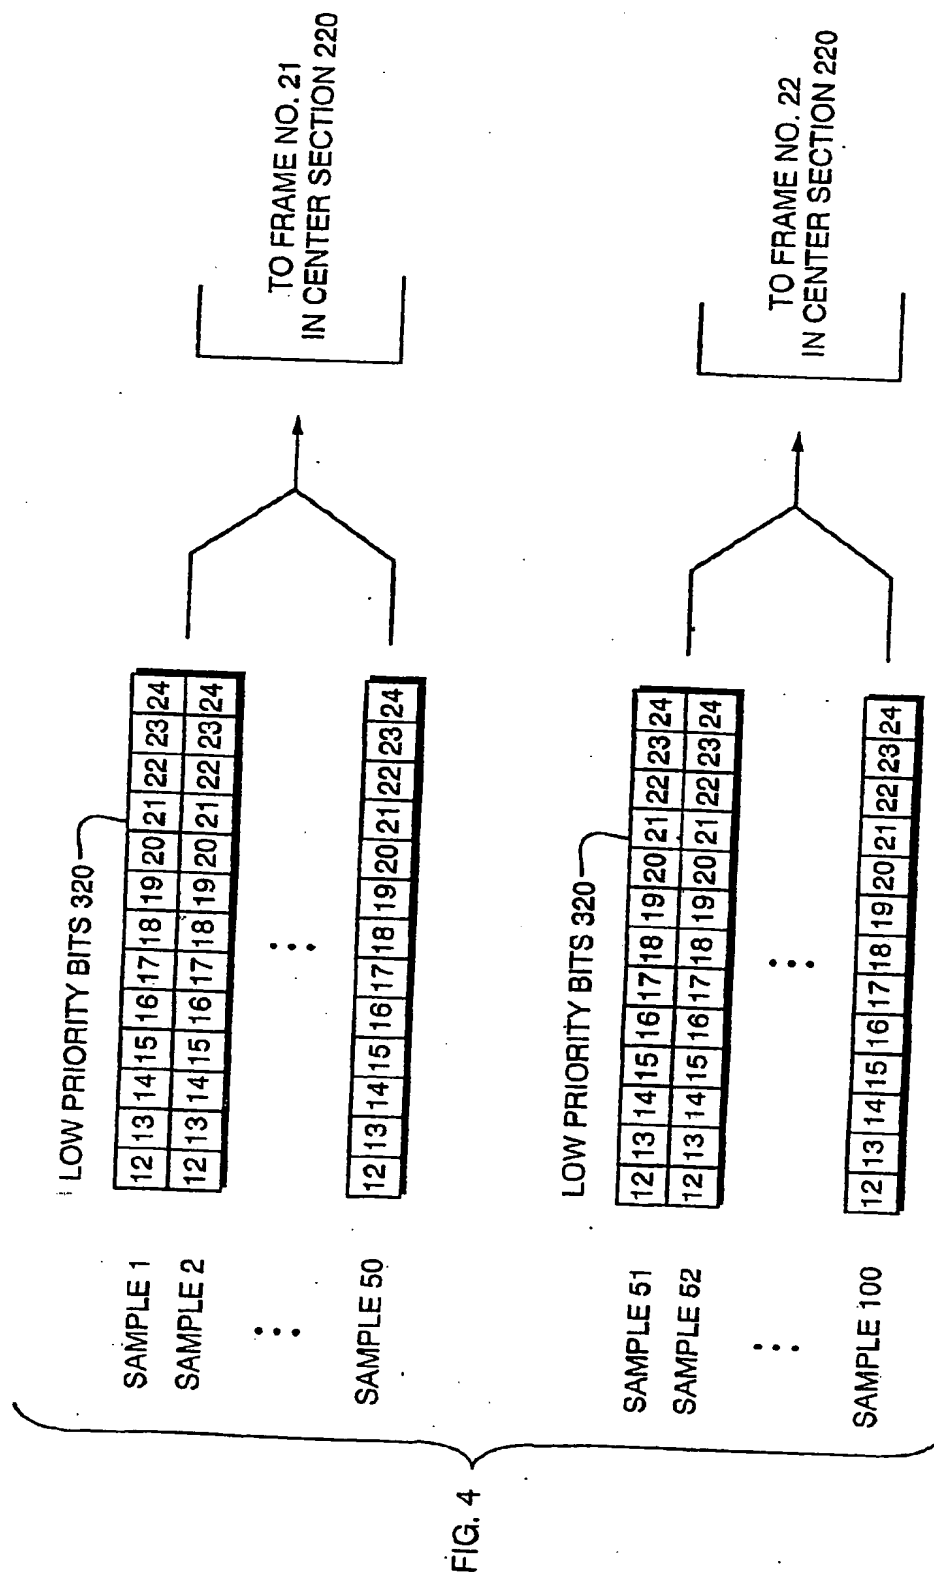 LOW PRIORITY BITS 320
SAMPLE 1 12 13 14 15 16 17 18 19 20 21 22 23 24
SAMPLE 2 12 13 14 15 16 17 18 19 20 21 22 23 24
SAMPLE 50 12 13 14 15 16 17 18 19 20 21 22 23 24
TO FRAME NO. 21
IN CENTER SECTION 220
LOW PRIORITY BITS 320
SAMPLE 51 12 13 14 15 16 17 18 19 20 21 22 23 24
SAMPLE 52 12 13 14 15 16 17 18 19 20 21 22 23 24
SAMPLE 100 12 13 14 15 16 17 18 19 20 21 22 23 24
TO FRAME NO. 22
IN CENTER SECTION 220
FIG. 4